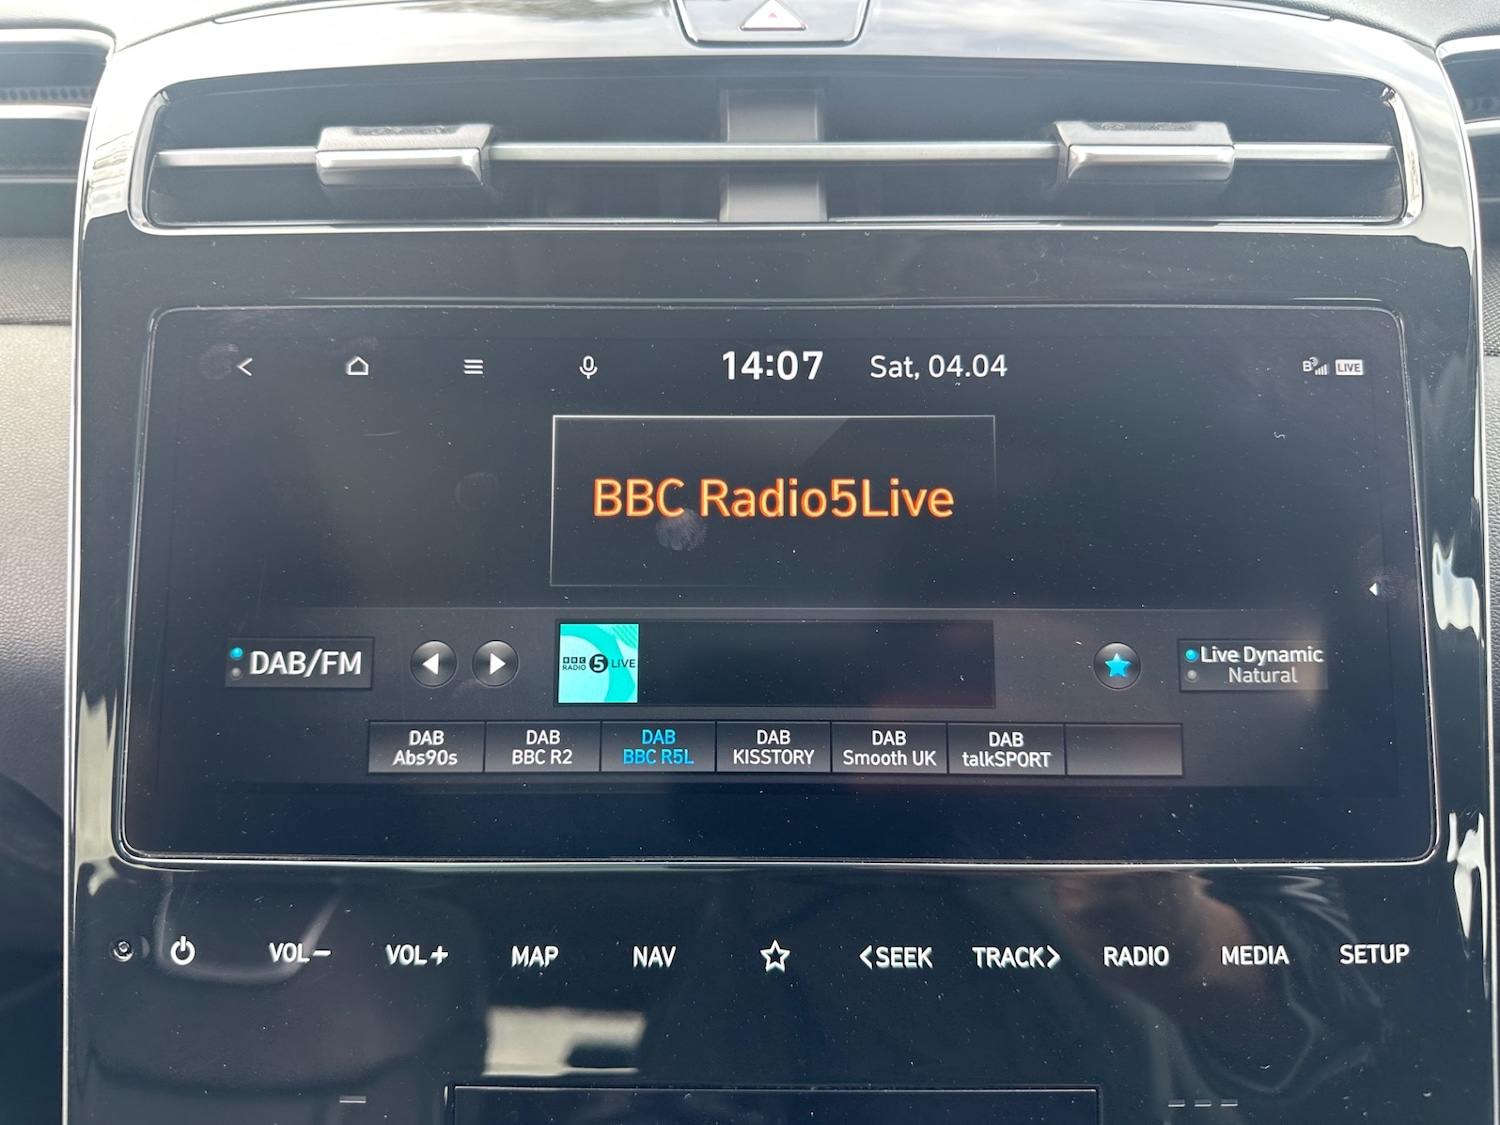 14:07 Sat, 04.04 LIVE
BBC Radio5Live
DAB/FM
BBC RADIO 5 LIVE
Live Dynamic
Natural
DAB Abs90s
DAB BBC R2
DAB BBC R5L
DAB KISSTORY
DAB Smooth UK
DAB talkSPORT
VOL− VOL+ MAP NAV <SEEK TRACK> RADIO MEDIA SETUP